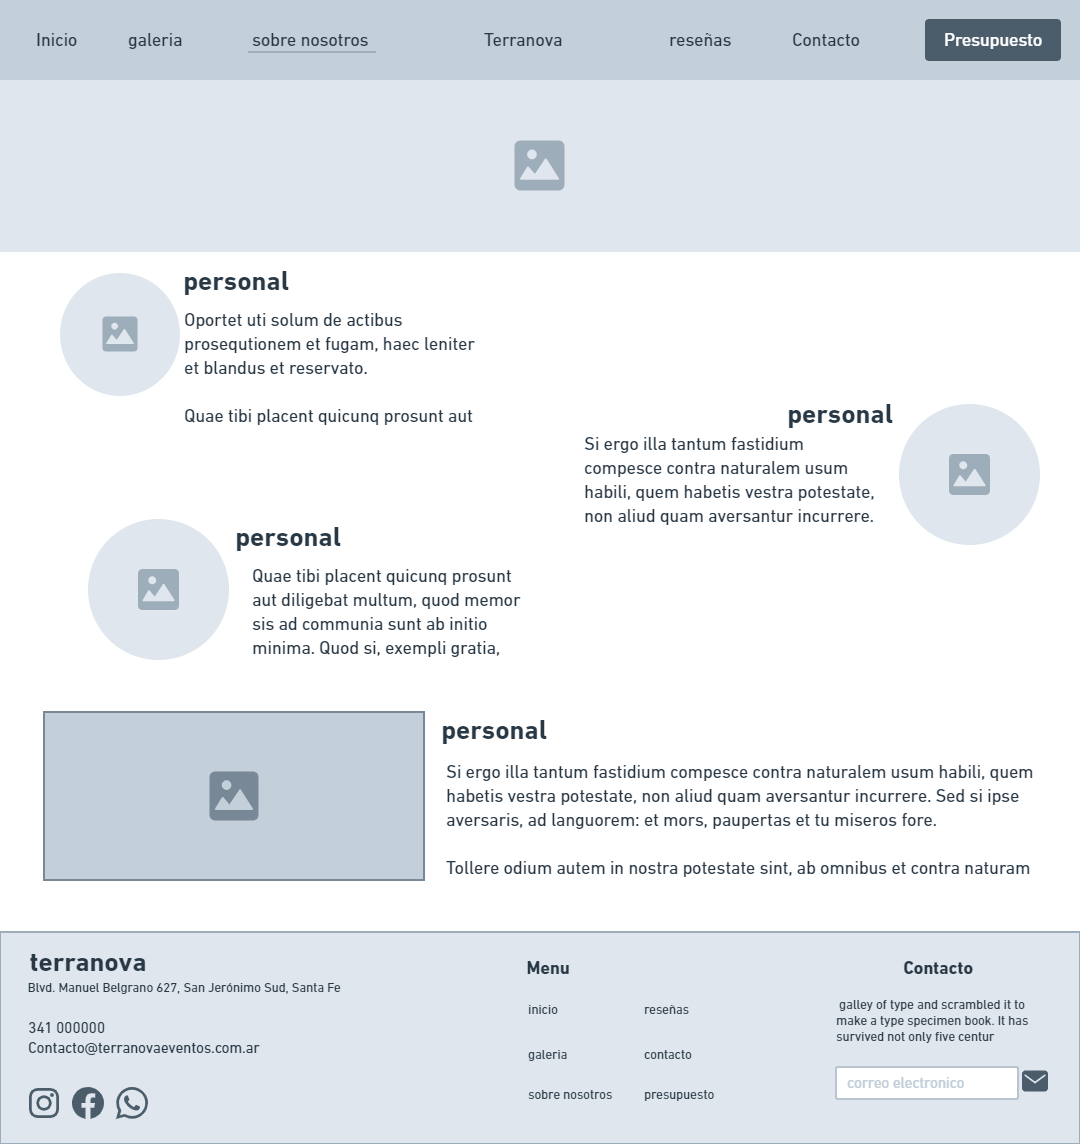 Inicio
galeria
sobre nosotros
Terranova
reseñas
Contacto
Presupuesto
personal
Oportet uti solum de actibus
prosequtionem et fugam, haec leniter
et blandus et reservato.
Quae tibi placent quicunq prosunt aut
personal
Si ergo illa tantum fastidium
compesce contra naturalem usum
habili, quem habetis vestra potestate,
non aliud quam aversantur incurrere.
personal
Quae tibi placent quicunq prosunt
aut diligebat multum, quod memor
sis ad communia sunt ab initio
minima. Quod si, exempli gratia,
personal
Si ergo illa tantum fastidium compesce contra naturalem usum habili, quem
habetis vestra potestate, non aliud quam aversantur incurrere. Sed si ipse
aversaris, ad languorem: et mors, paupertas et tu miseros fore.
Tollere odium autem in nostra potestate sint, ab omnibus et contra naturam
terranova
Blvd. Manuel Belgrano 627, San Jerónimo Sud, Santa Fe
341 000000
Contacto@terranovaeventos.com.ar
Menu
inicio
reseñas
galeria
contacto
sobre nosotros
presupuesto
Contacto
galley of type and scrambled it to
make a type specimen book. It has
survived not only five centur
correo electronico